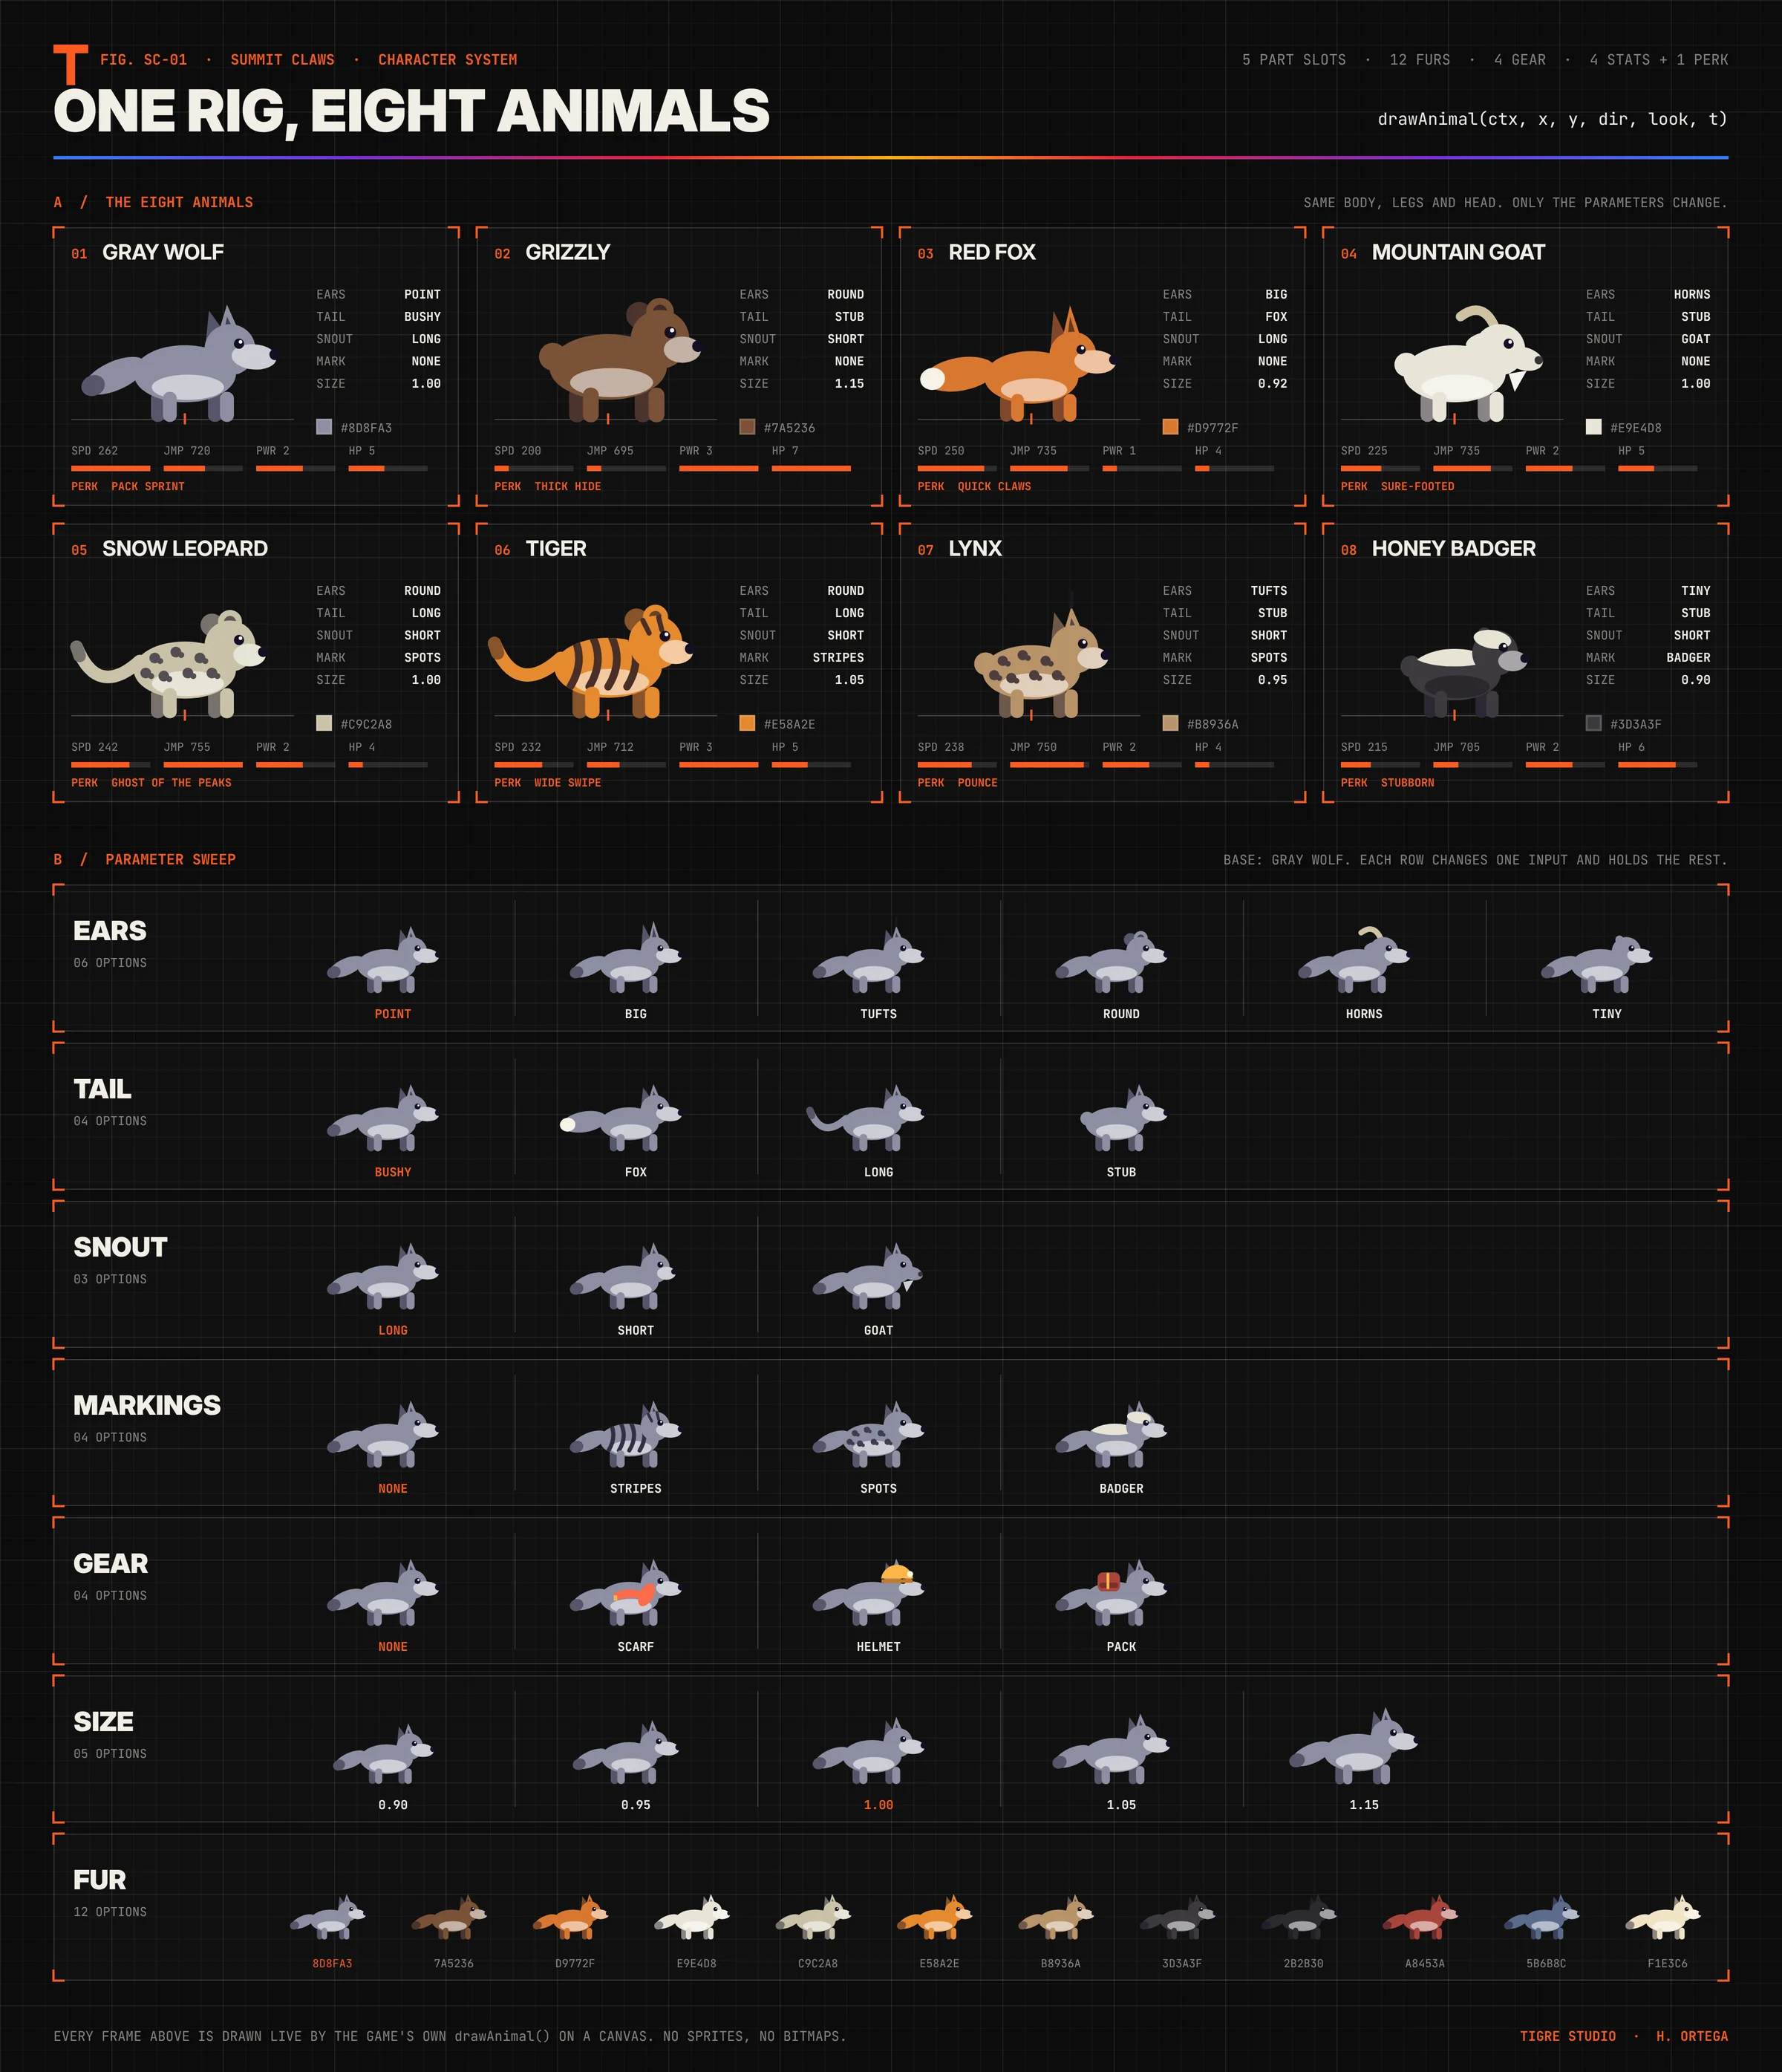 T
FIG. SC-01 · SUMMIT CLAWS · CHARACTER SYSTEM
5 PART SLOTS · 12 FURS · 4 GEAR · 4 STATS + 1 PERK
ONE RIG, EIGHT ANIMALS
drawAnimal(ctx, x, y, dir, look, t)
A / THE EIGHT ANIMALS
SAME BODY, LEGS AND HEAD. ONLY THE PARAMETERS CHANGE.
01 GRAY WOLF
EARS POINT
TAIL BUSHY
SNOUT LONG
MARK NONE
SIZE 1.00
#8D8FA3
SPD 262 JMP 720 PWR 2 HP 5
PERK PACK SPRINT
02 GRIZZLY
EARS ROUND
TAIL STUB
SNOUT SHORT
MARK NONE
SIZE 1.15
#7A5236
SPD 200 JMP 695 PWR 3 HP 7
PERK THICK HIDE
03 RED FOX
EARS BIG
TAIL FOX
SNOUT LONG
MARK NONE
SIZE 0.92
#D9772F
SPD 250 JMP 735 PWR 1 HP 4
PERK QUICK CLAWS
04 MOUNTAIN GOAT
EARS HORNS
TAIL STUB
SNOUT GOAT
MARK NONE
SIZE 1.00
#E9E4D8
SPD 225 JMP 735 PWR 2 HP 5
PERK SURE-FOOTED
05 SNOW LEOPARD
EARS ROUND
TAIL LONG
SNOUT SHORT
MARK SPOTS
SIZE 1.00
#C9C2A8
SPD 242 JMP 755 PWR 2 HP 4
PERK GHOST OF THE PEAKS
06 TIGER
EARS ROUND
TAIL LONG
SNOUT SHORT
MARK STRIPES
SIZE 1.05
#E58A2E
SPD 232 JMP 712 PWR 3 HP 5
PERK WIDE SWIPE
07 LYNX
EARS TUFTS
TAIL STUB
SNOUT SHORT
MARK SPOTS
SIZE 0.95
#B8936A
SPD 238 JMP 750 PWR 2 HP 4
PERK POUNCE
08 HONEY BADGER
EARS TINY
TAIL STUB
SNOUT SHORT
MARK BADGER
SIZE 0.90
#3D3A3F
SPD 215 JMP 705 PWR 2 HP 6
PERK STUBBORN
B / PARAMETER SWEEP
BASE: GRAY WOLF. EACH ROW CHANGES ONE INPUT AND HOLDS THE REST.
EARS
06 OPTIONS
POINT BIG TUFTS ROUND HORNS TINY
TAIL
04 OPTIONS
BUSHY FOX LONG STUB
SNOUT
03 OPTIONS
LONG SHORT GOAT
MARKINGS
04 OPTIONS
NONE STRIPES SPOTS BADGER
GEAR
04 OPTIONS
NONE SCARF HELMET PACK
SIZE
05 OPTIONS
0.90 0.95 1.00 1.05 1.15
FUR
12 OPTIONS
8D8FA3 7A5236 D9772F E9E4D8 C9C2A8 E58A2E B8936A 3D3A3F 2B2B30 A8453A 5B6B8C F1E3C6
EVERY FRAME ABOVE IS DRAWN LIVE BY THE GAME'S OWN drawAnimal() ON A CANVAS. NO SPRITES, NO BITMAPS.
TIGRE STUDIO · H. ORTEGA